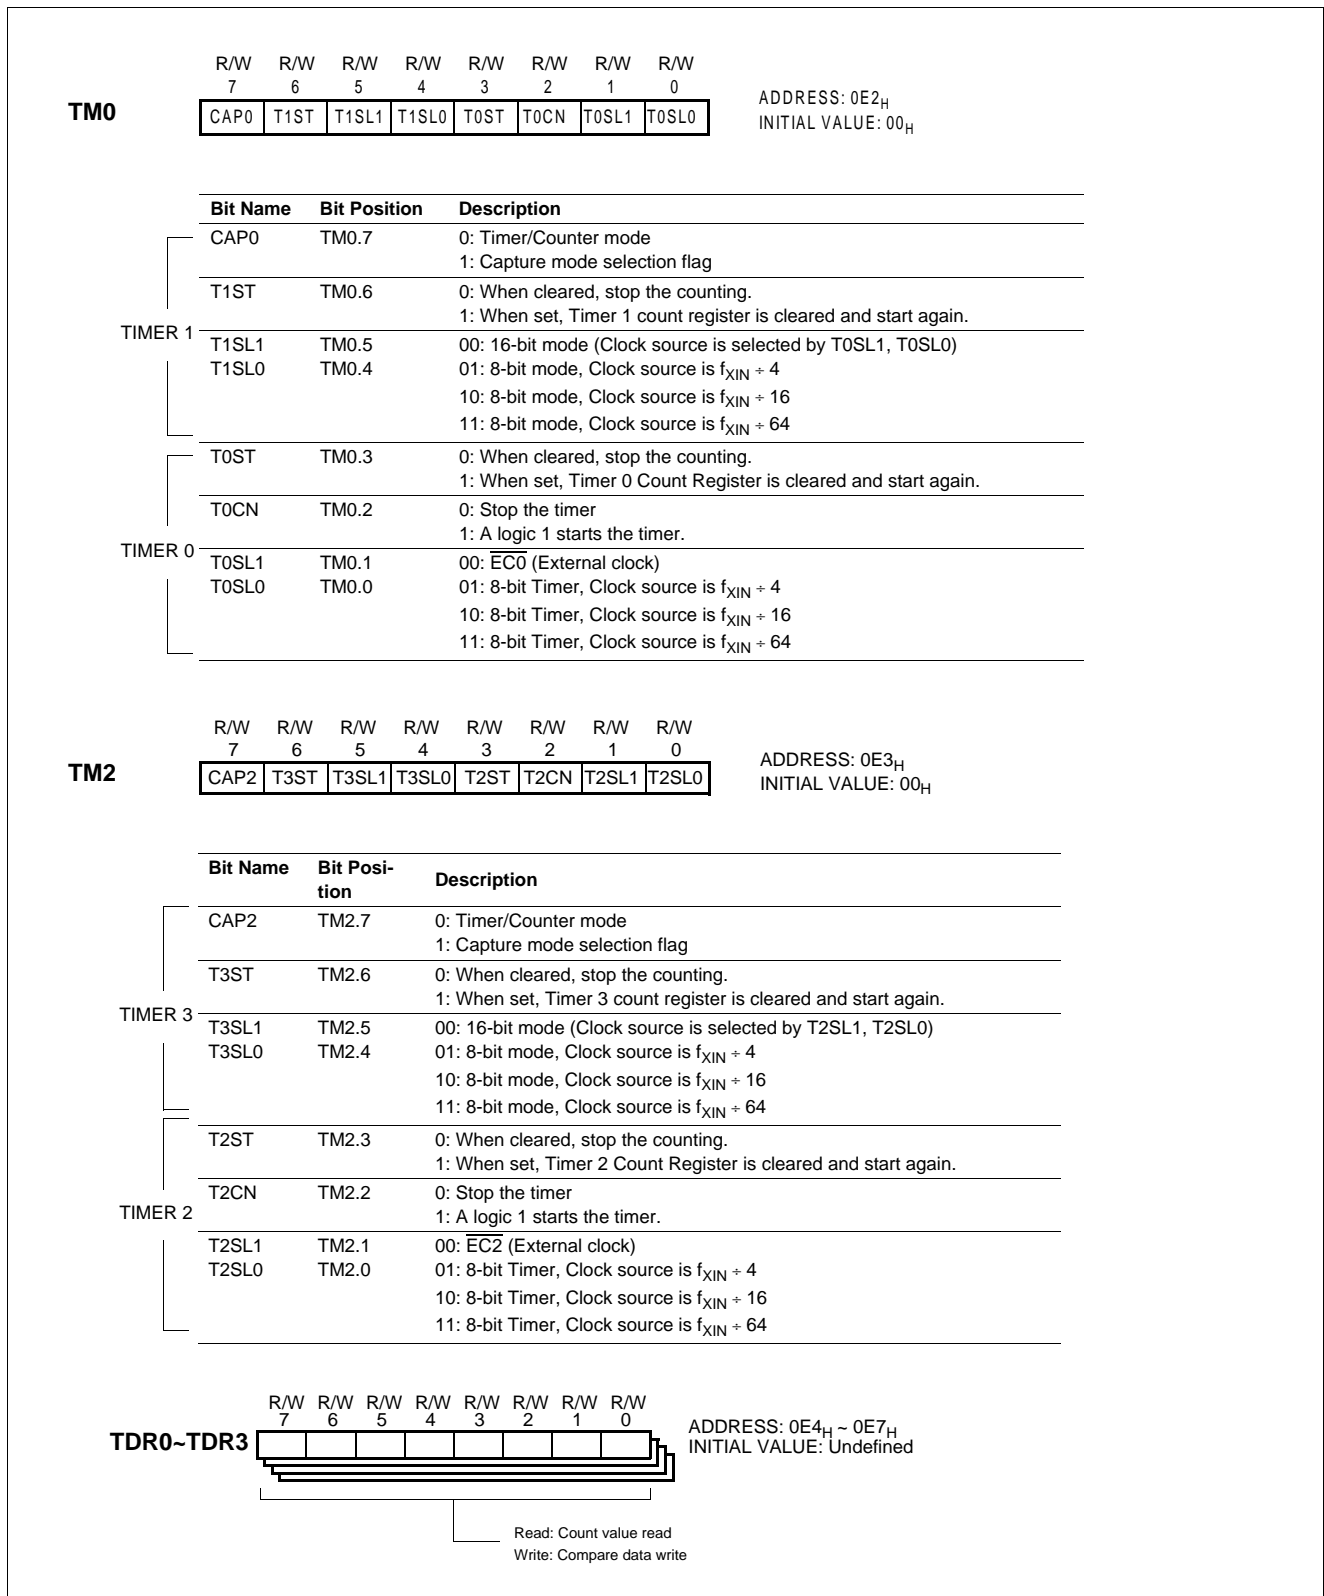 R/W R/W R/W R/W R/W R/W R/W R/W
7 6 5 4 3 2 1 0
TM0 CAP0 T1ST T1SL1 T1SL0 T0ST T0CN T0SL1 T0SL0
ADDRESS: 0E2H
INITIAL VALUE: 00H
Bit Name Bit Position Description
CAP0 TM0.7 0: Timer/Counter mode
1: Capture mode selection flag
T1ST TM0.6 0: When cleared, stop the counting.
1: When set, Timer 1 count register is cleared and start again.
TIMER 1
T1SL1 TM0.5 00: 16-bit mode (Clock source is selected by T0SL1, T0SL0)
T1SL0 TM0.4 01: 8-bit mode, Clock source is fXIN ÷ 4
10: 8-bit mode, Clock source is fXIN ÷ 16
11: 8-bit mode, Clock source is fXIN ÷ 64
T0ST TM0.3 0: When cleared, stop the counting.
1: When set, Timer 0 Count Register is cleared and start again.
T0CN TM0.2 0: Stop the timer
1: A logic 1 starts the timer.
TIMER 0
T0SL1 TM0.1 00: EC0 (External clock)
T0SL0 TM0.0 01: 8-bit Timer, Clock source is fXIN ÷ 4
10: 8-bit Timer, Clock source is fXIN ÷ 16
11: 8-bit Timer, Clock source is fXIN ÷ 64
R/W R/W R/W R/W R/W R/W R/W R/W
7 6 5 4 3 2 1 0
TM2 CAP2 T3ST T3SL1 T3SL0 T2ST T2CN T2SL1 T2SL0
ADDRESS: 0E3H
INITIAL VALUE: 00H
Bit Name Bit Posi- Description
tion
CAP2 TM2.7 0: Timer/Counter mode
1: Capture mode selection flag
T3ST TM2.6 0: When cleared, stop the counting.
1: When set, Timer 3 count register is cleared and start again.
TIMER 3
T3SL1 TM2.5 00: 16-bit mode (Clock source is selected by T2SL1, T2SL0)
T3SL0 TM2.4 01: 8-bit mode, Clock source is fXIN ÷ 4
10: 8-bit mode, Clock source is fXIN ÷ 16
11: 8-bit mode, Clock source is fXIN ÷ 64
T2ST TM2.3 0: When cleared, stop the counting.
1: When set, Timer 2 Count Register is cleared and start again.
T2CN TM2.2 0: Stop the timer
1: A logic 1 starts the timer.
TIMER 2
T2SL1 TM2.1 00: EC2 (External clock)
T2SL0 TM2.0 01: 8-bit Timer, Clock source is fXIN ÷ 4
10: 8-bit Timer, Clock source is fXIN ÷ 16
11: 8-bit Timer, Clock source is fXIN ÷ 64
R/W R/W R/W R/W R/W R/W R/W R/W
7 6 5 4 3 2 1 0
TDR0~TDR3
ADDRESS: 0E4H ~ 0E7H
INITIAL VALUE: Undefined
Read: Count value read
Write: Compare data write